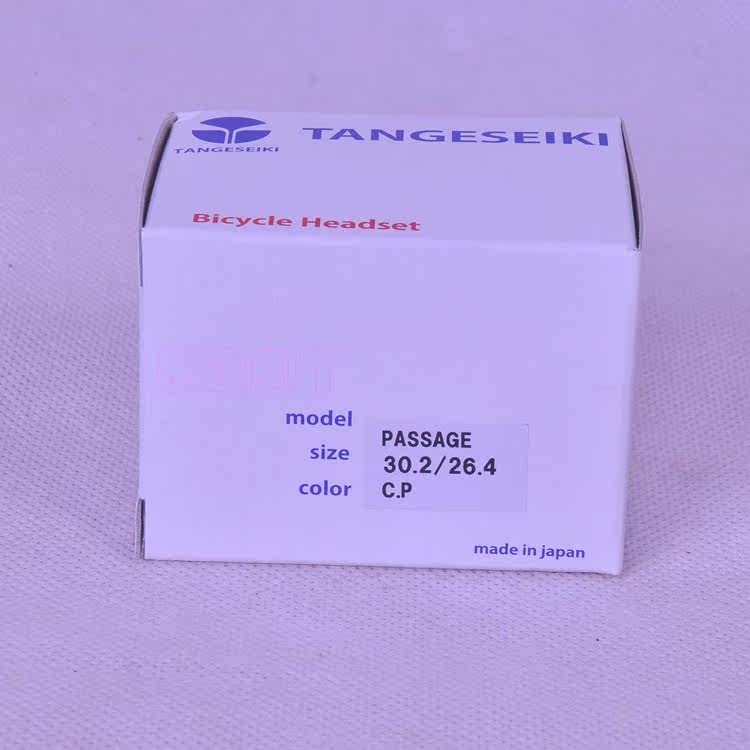 TANGESEIKI
TANGESEIKI
Bicycle Headset
model PASSAGE
size 30.2/26.4
color C.P
made in japan